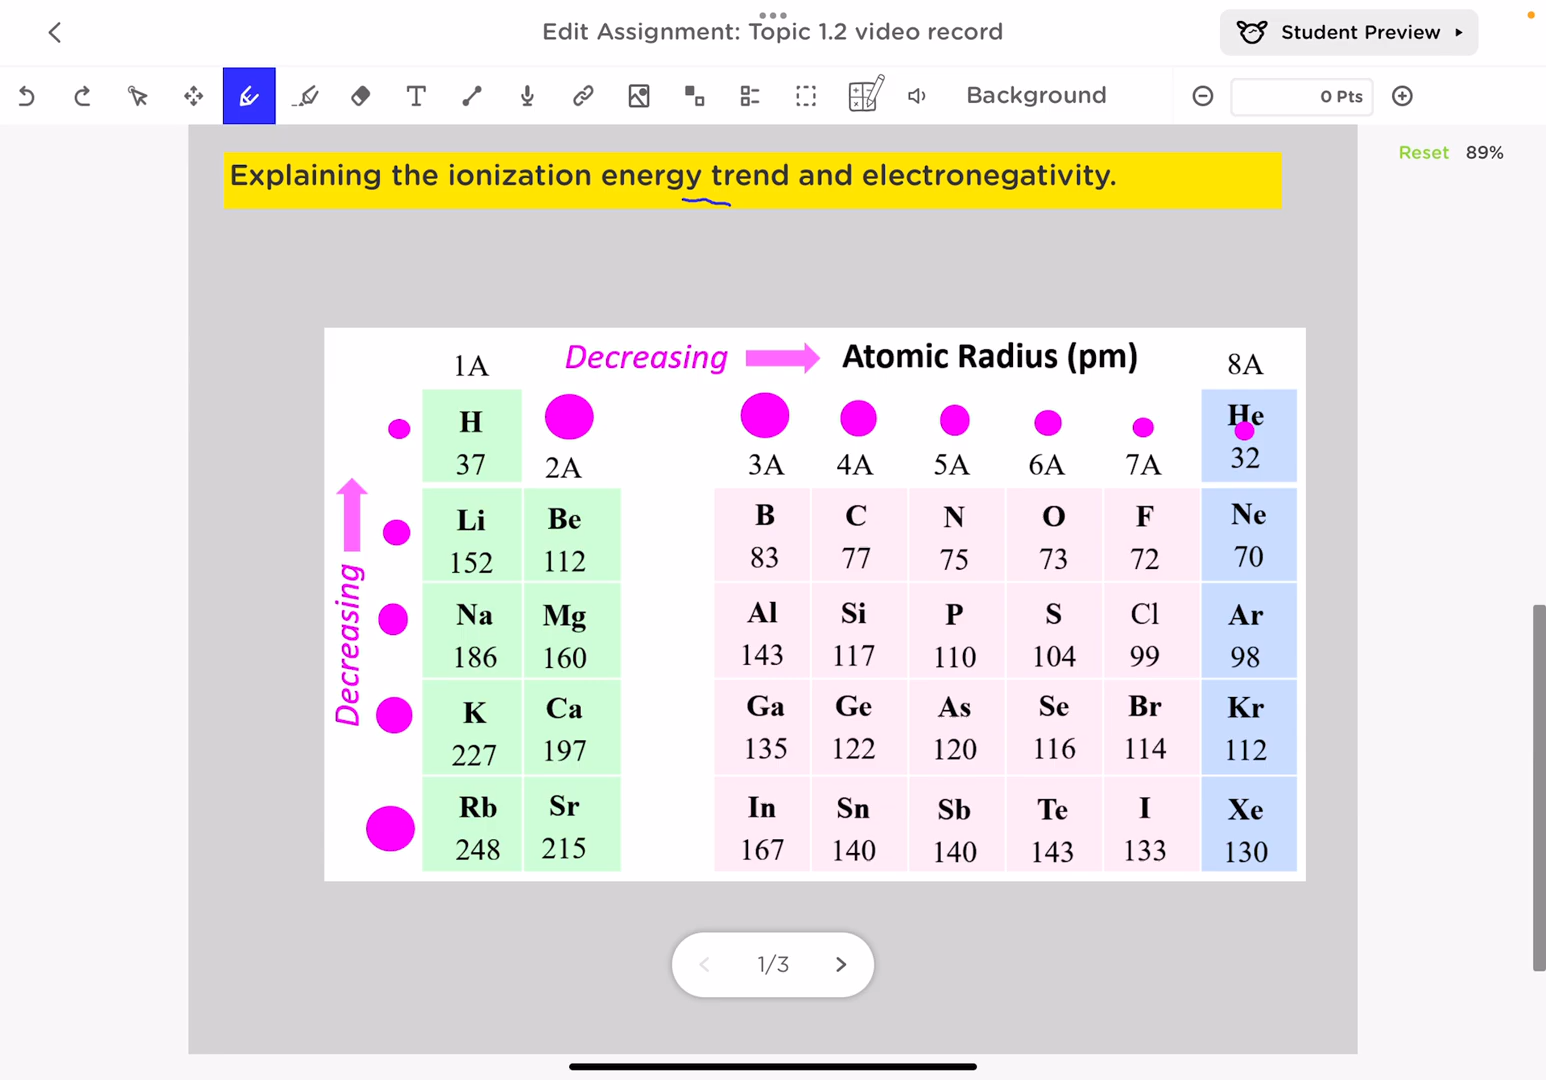 Edit Assignment: Topic 1.2 video record
Student Preview
T
Background
0 Pts
Reset 89%
Explaining the ionization energy trend and electronegativity.
1A Decreasing Atomic Radius (pm) 8A
H He
37 2A 3A 4A 5A 6A 7A 32
Decreasing
Li Be B C N O F Ne
152 112 83 77 75 73 72 70
Na Mg Al Si P S Cl Ar
186 160 143 117 110 104 99 98
K Ca Ga Ge As Se Br Kr
227 197 135 122 120 116 114 112
Rb Sr In Sn Sb Te I Xe
248 215 167 140 140 143 133 130
1/3